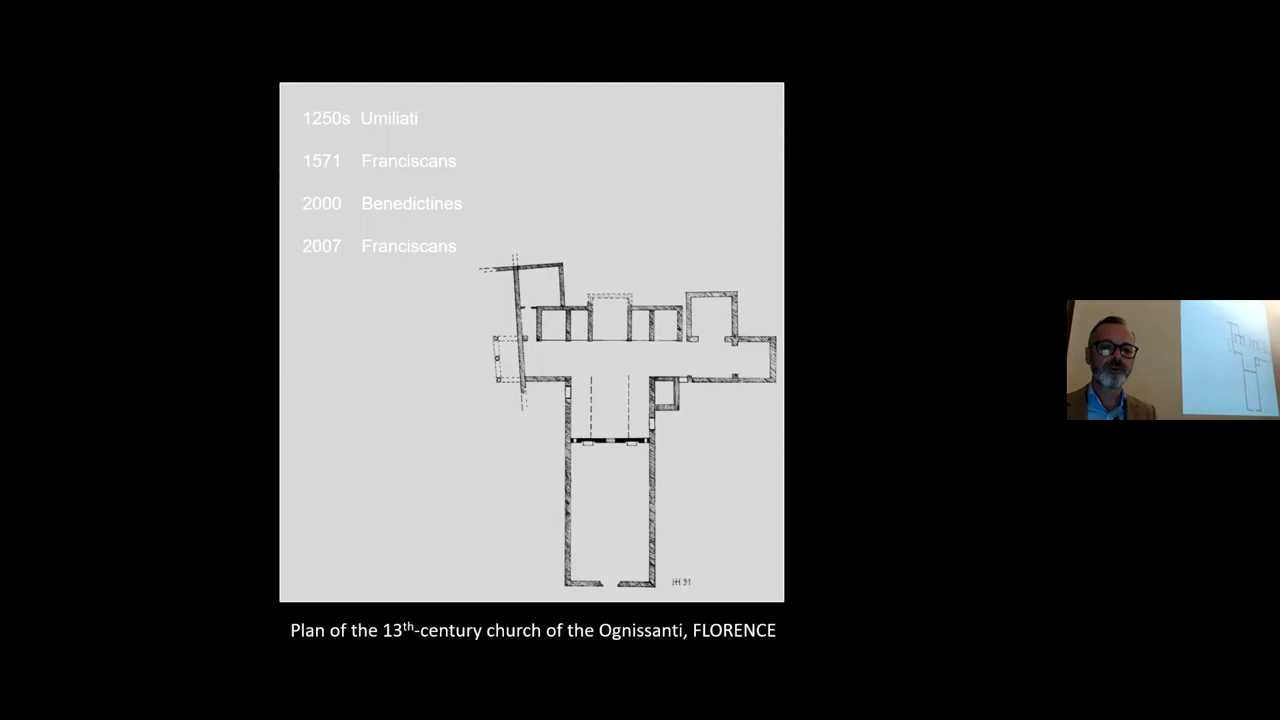 1250s Umiliati
1571 Franciscans
2000 Benedictines
2007 Franciscans
HH 91
Plan of the 13th-century church of the Ognissanti, FLORENCE